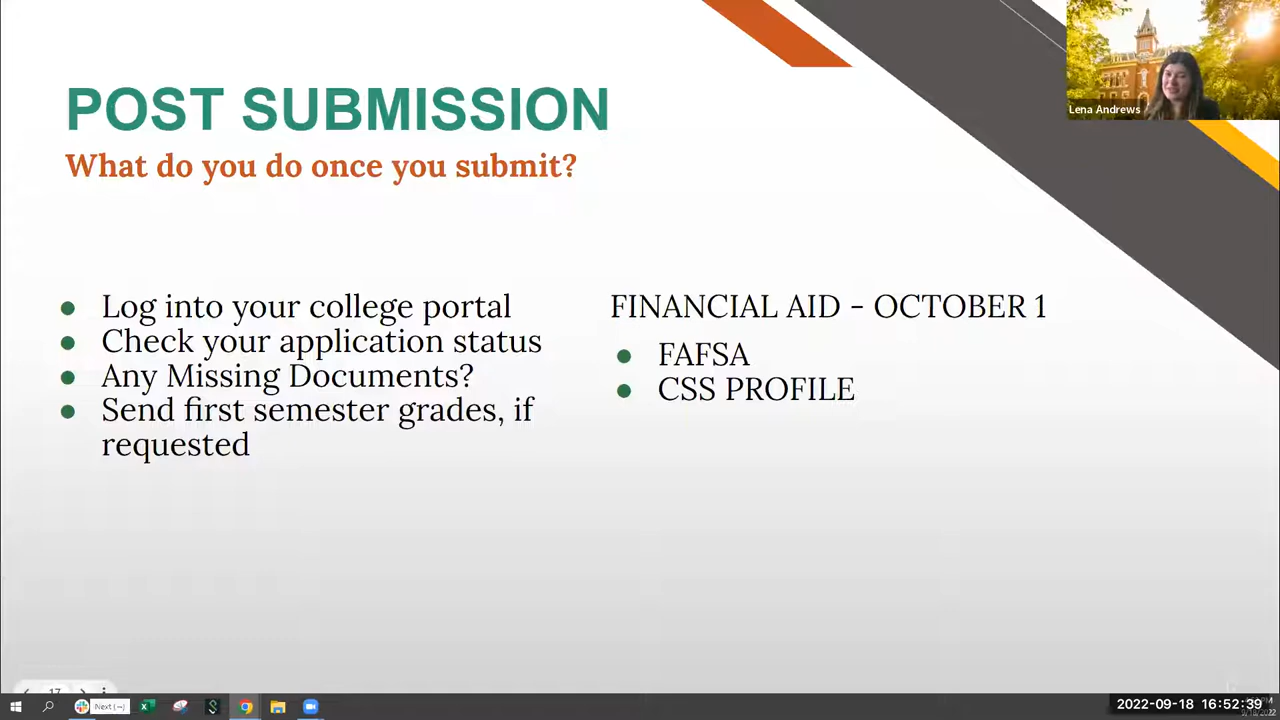 POST SUBMISSION
What do you do once you submit?
Lena Andrews
Log into your college portal
Check your application status
Any Missing Documents?
Send first semester grades, if
requested
FINANCIAL AID - OCTOBER 1
FAFSA
CSS PROFILE
17
Next (→)
2022-09-18 16:52:39